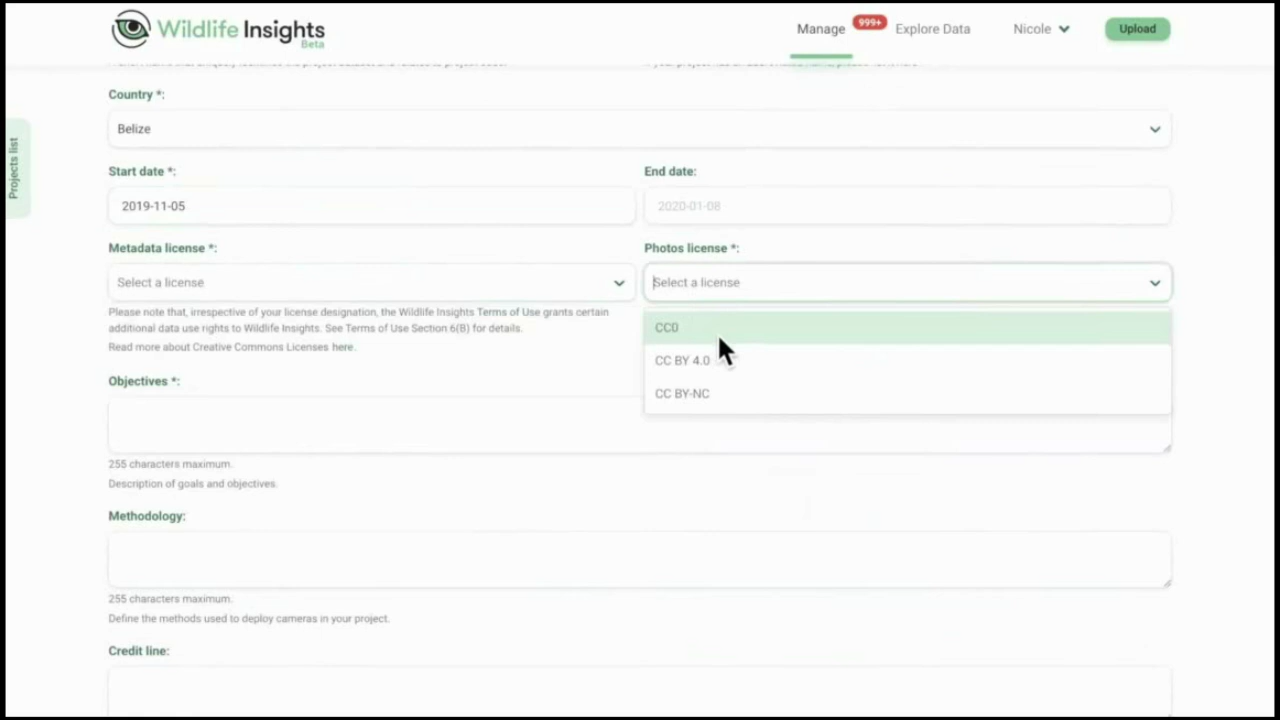 Wildlife Insights
Beta
Manage
999+
Explore Data
Nicole
Upload
Projects list
Country *:
Belize
Start date *:
End date:
2019-11-05
2020-01-08
Metadata license *:
Photos license *:
Select a license
Select a license
Please note that, irrespective of your license designation, the Wildlife Insights Terms of Use grants certain
additional data use rights to Wildlife Insights. See Terms of Use Section 6(B) for details.
Read more about Creative Commons Licenses here.
CC0
CC BY 4.0
CC BY-NC
Objectives *:
255 characters maximum.
Description of goals and objectives.
Methodology:
255 characters maximum.
Define the methods used to deploy cameras in your project.
Credit line: